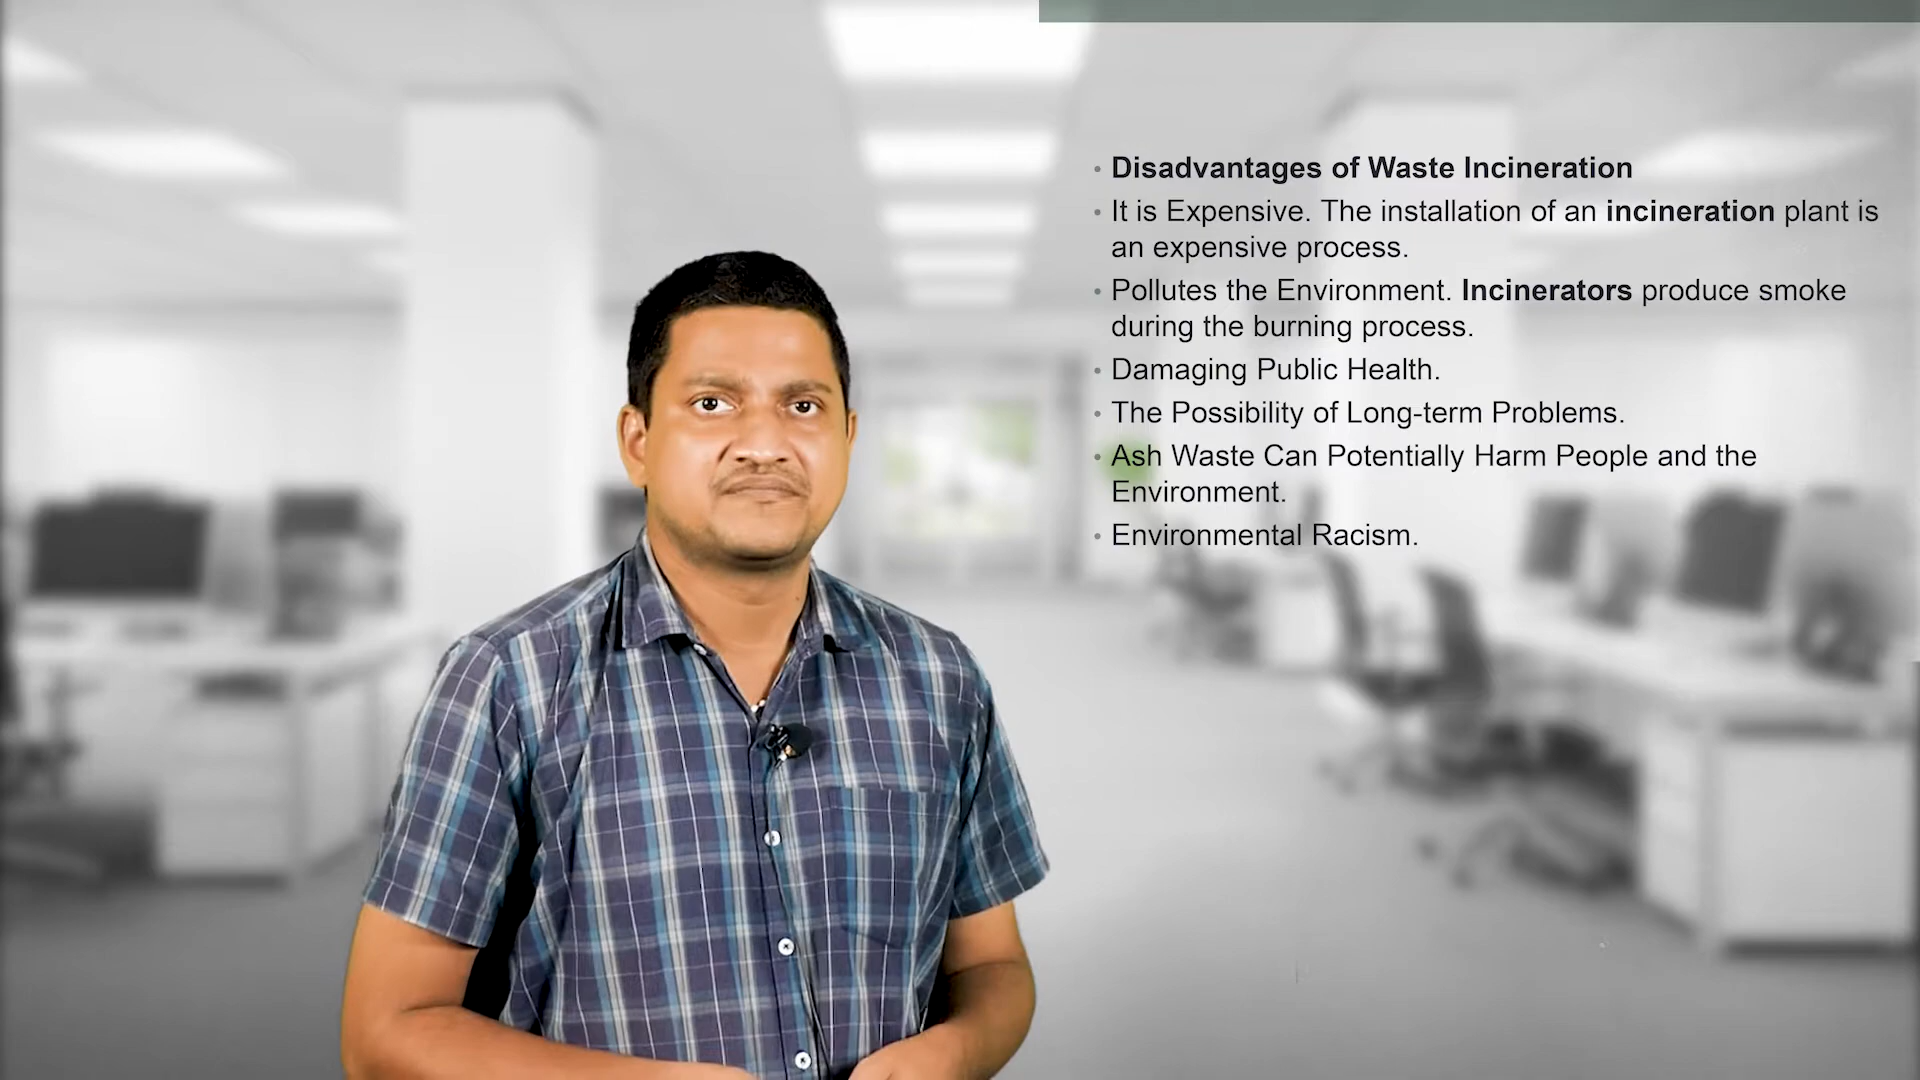 • Disadvantages of Waste Incineration
• It is Expensive. The installation of an incineration plant is
an expensive process.
• Pollutes the Environment. Incinerators produce smoke
during the burning process.
• Damaging Public Health.
• The Possibility of Long-term Problems.
• Ash Waste Can Potentially Harm People and the
Environment.
• Environmental Racism.